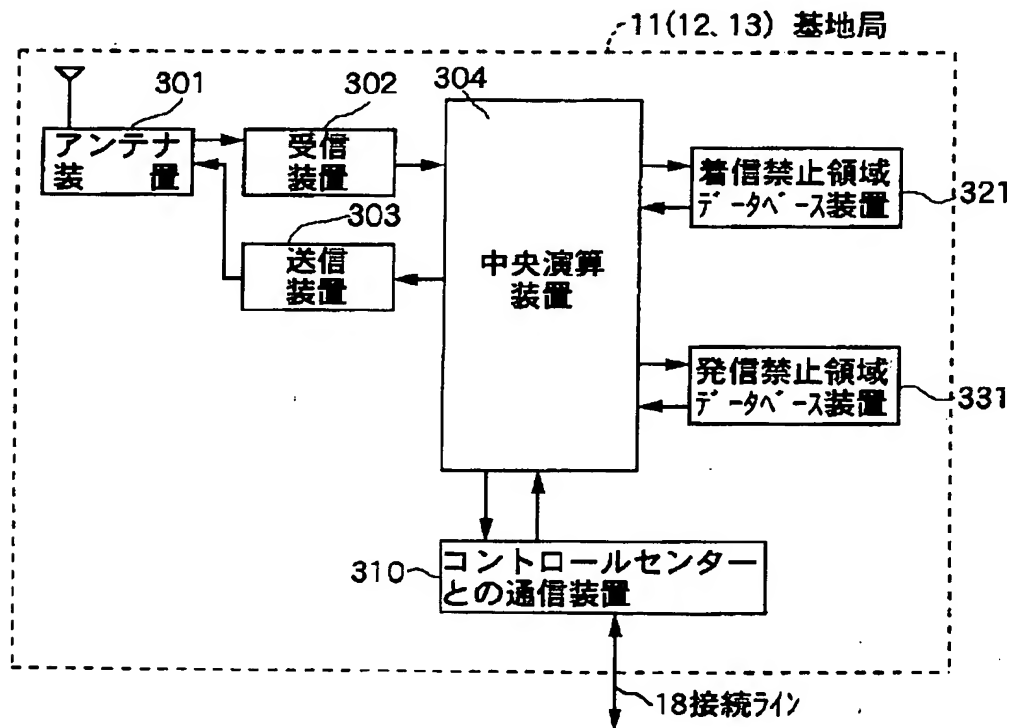 11(12、13) 基地局
301
302
304
アンテナ
装　置
受信
装置
着信禁止領域
データベース装置
321
303
送信
装置
中央演算
装置
発信禁止領域
データベース装置
331
310
コントロールセンター
との通信装置
18接続ライン